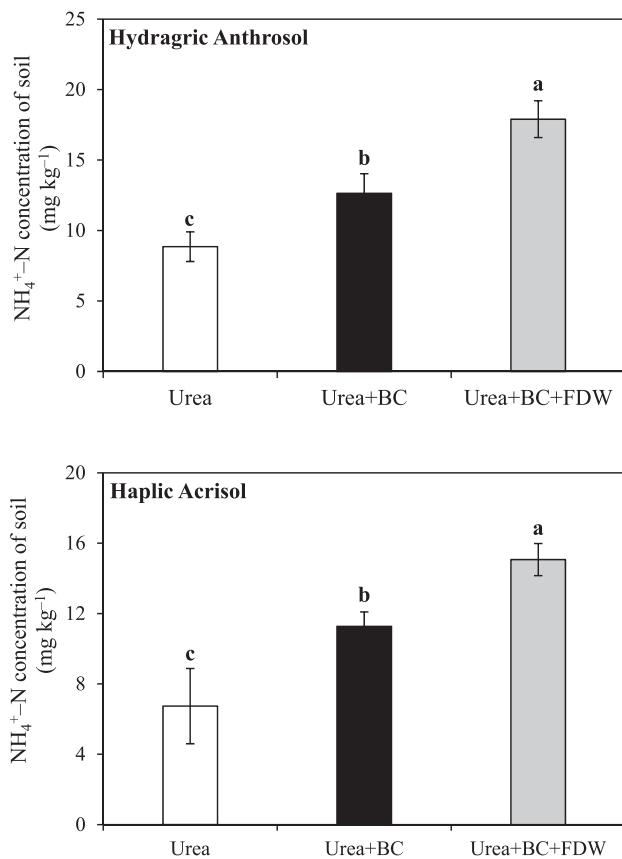 Hydragric Anthrosol
NH₄⁺–N concentration of soil
(mg kg⁻¹)
25
20
15
10
5
0
c
b
a
Urea
Urea+BC
Urea+BC+FDW
Haplic Acrisol
NH₄⁺–N concentration of soil
(mg kg⁻¹)
20
16
12
8
4
0
c
b
a
Urea
Urea+BC
Urea+BC+FDW